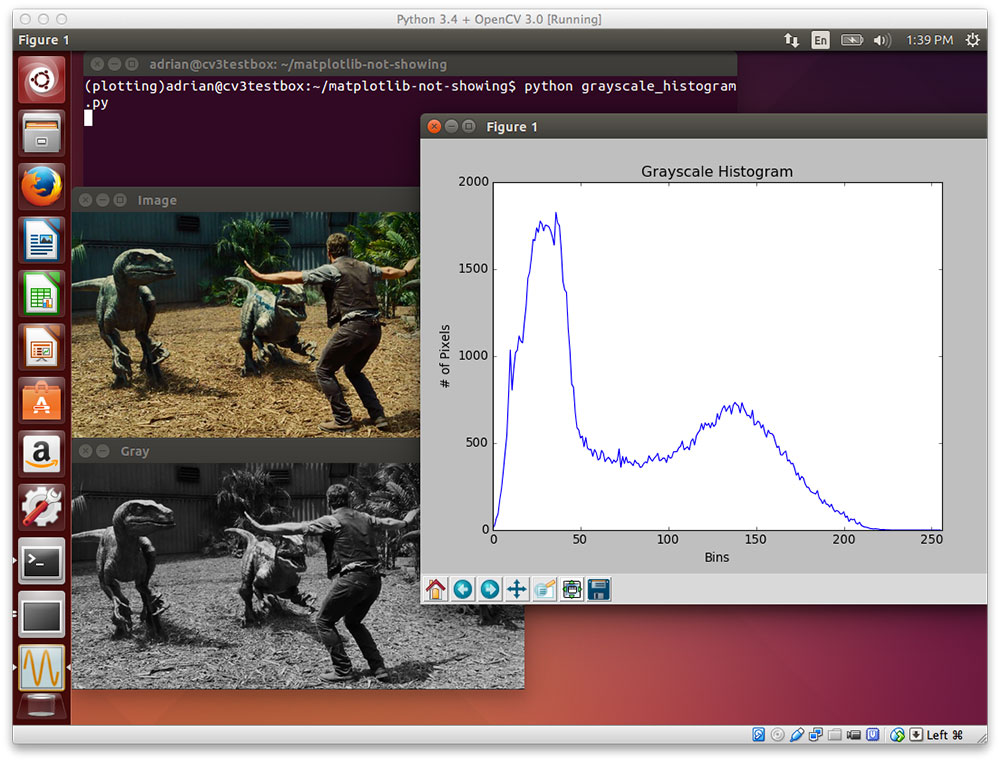 Python 3.4 + OpenCV 3.0 [Running]
Figure 1
En
1:39 PM
adrian@cv3testbox: ~/matplotlib-not-showing
(plotting)adrian@cv3testbox:~/matplotlib-not-showing$ python grayscale_histogram
.py
Figure 1
Image
Grayscale Histogram
2000
1500
1000
500
0
# of Pixels
0 50 100 150 200 250
Bins
Gray
a
Left ⌘